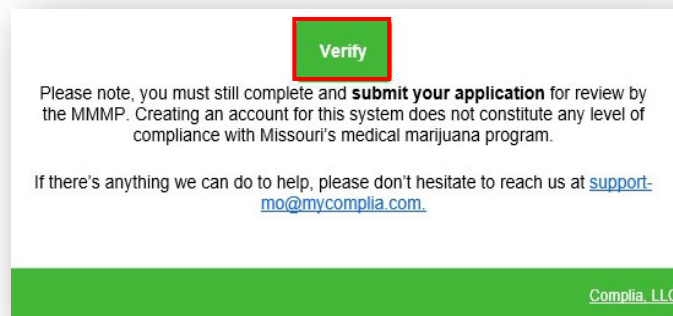 Verify
Please note, you must still complete and submit your application for review by
the MMMP. Creating an account for this system does not constitute any level of
compliance with Missouri's medical marijuana program.
If there's anything we can do to help, please don't hesitate to reach us at support-
mo@mycomplia.com.
Complia, LLC